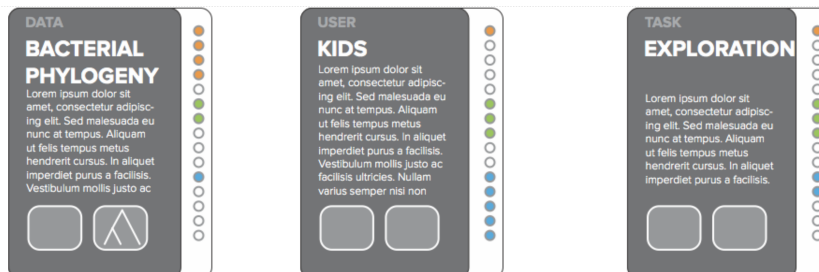 DATA
BACTERIAL
PHYLOGENY
Lorem ipsum dolor sit
amet, consectetur adipisc-
ing elit. Sed malesuada eu
nunc at tempus. Aliquam
ut felis tempus metus
hendrerit cursus. In aliquet
imperdiet purus a facilisis.
Vestibulum mollis justo ac
USER
KIDS
Lorem ipsum dolor sit
amet, consectetur adipisc-
ing elit. Sed malesuada eu
nunc at tempus. Aliquam
ut felis tempus metus
hendrerit cursus. In aliquet
imperdiet purus a facilisis.
Vestibulum mollis justo ac
facilisis ultricies. Nullam
varius semper nisi non
TASK
EXPLORATION
Lorem ipsum dolor sit
amet, consectetur adipisc-
ing elit. Sed malesuada eu
nunc at tempus. Aliquam
ut felis tempus metus
hendrerit cursus. In aliquet
imperdiet purus a facilisis.